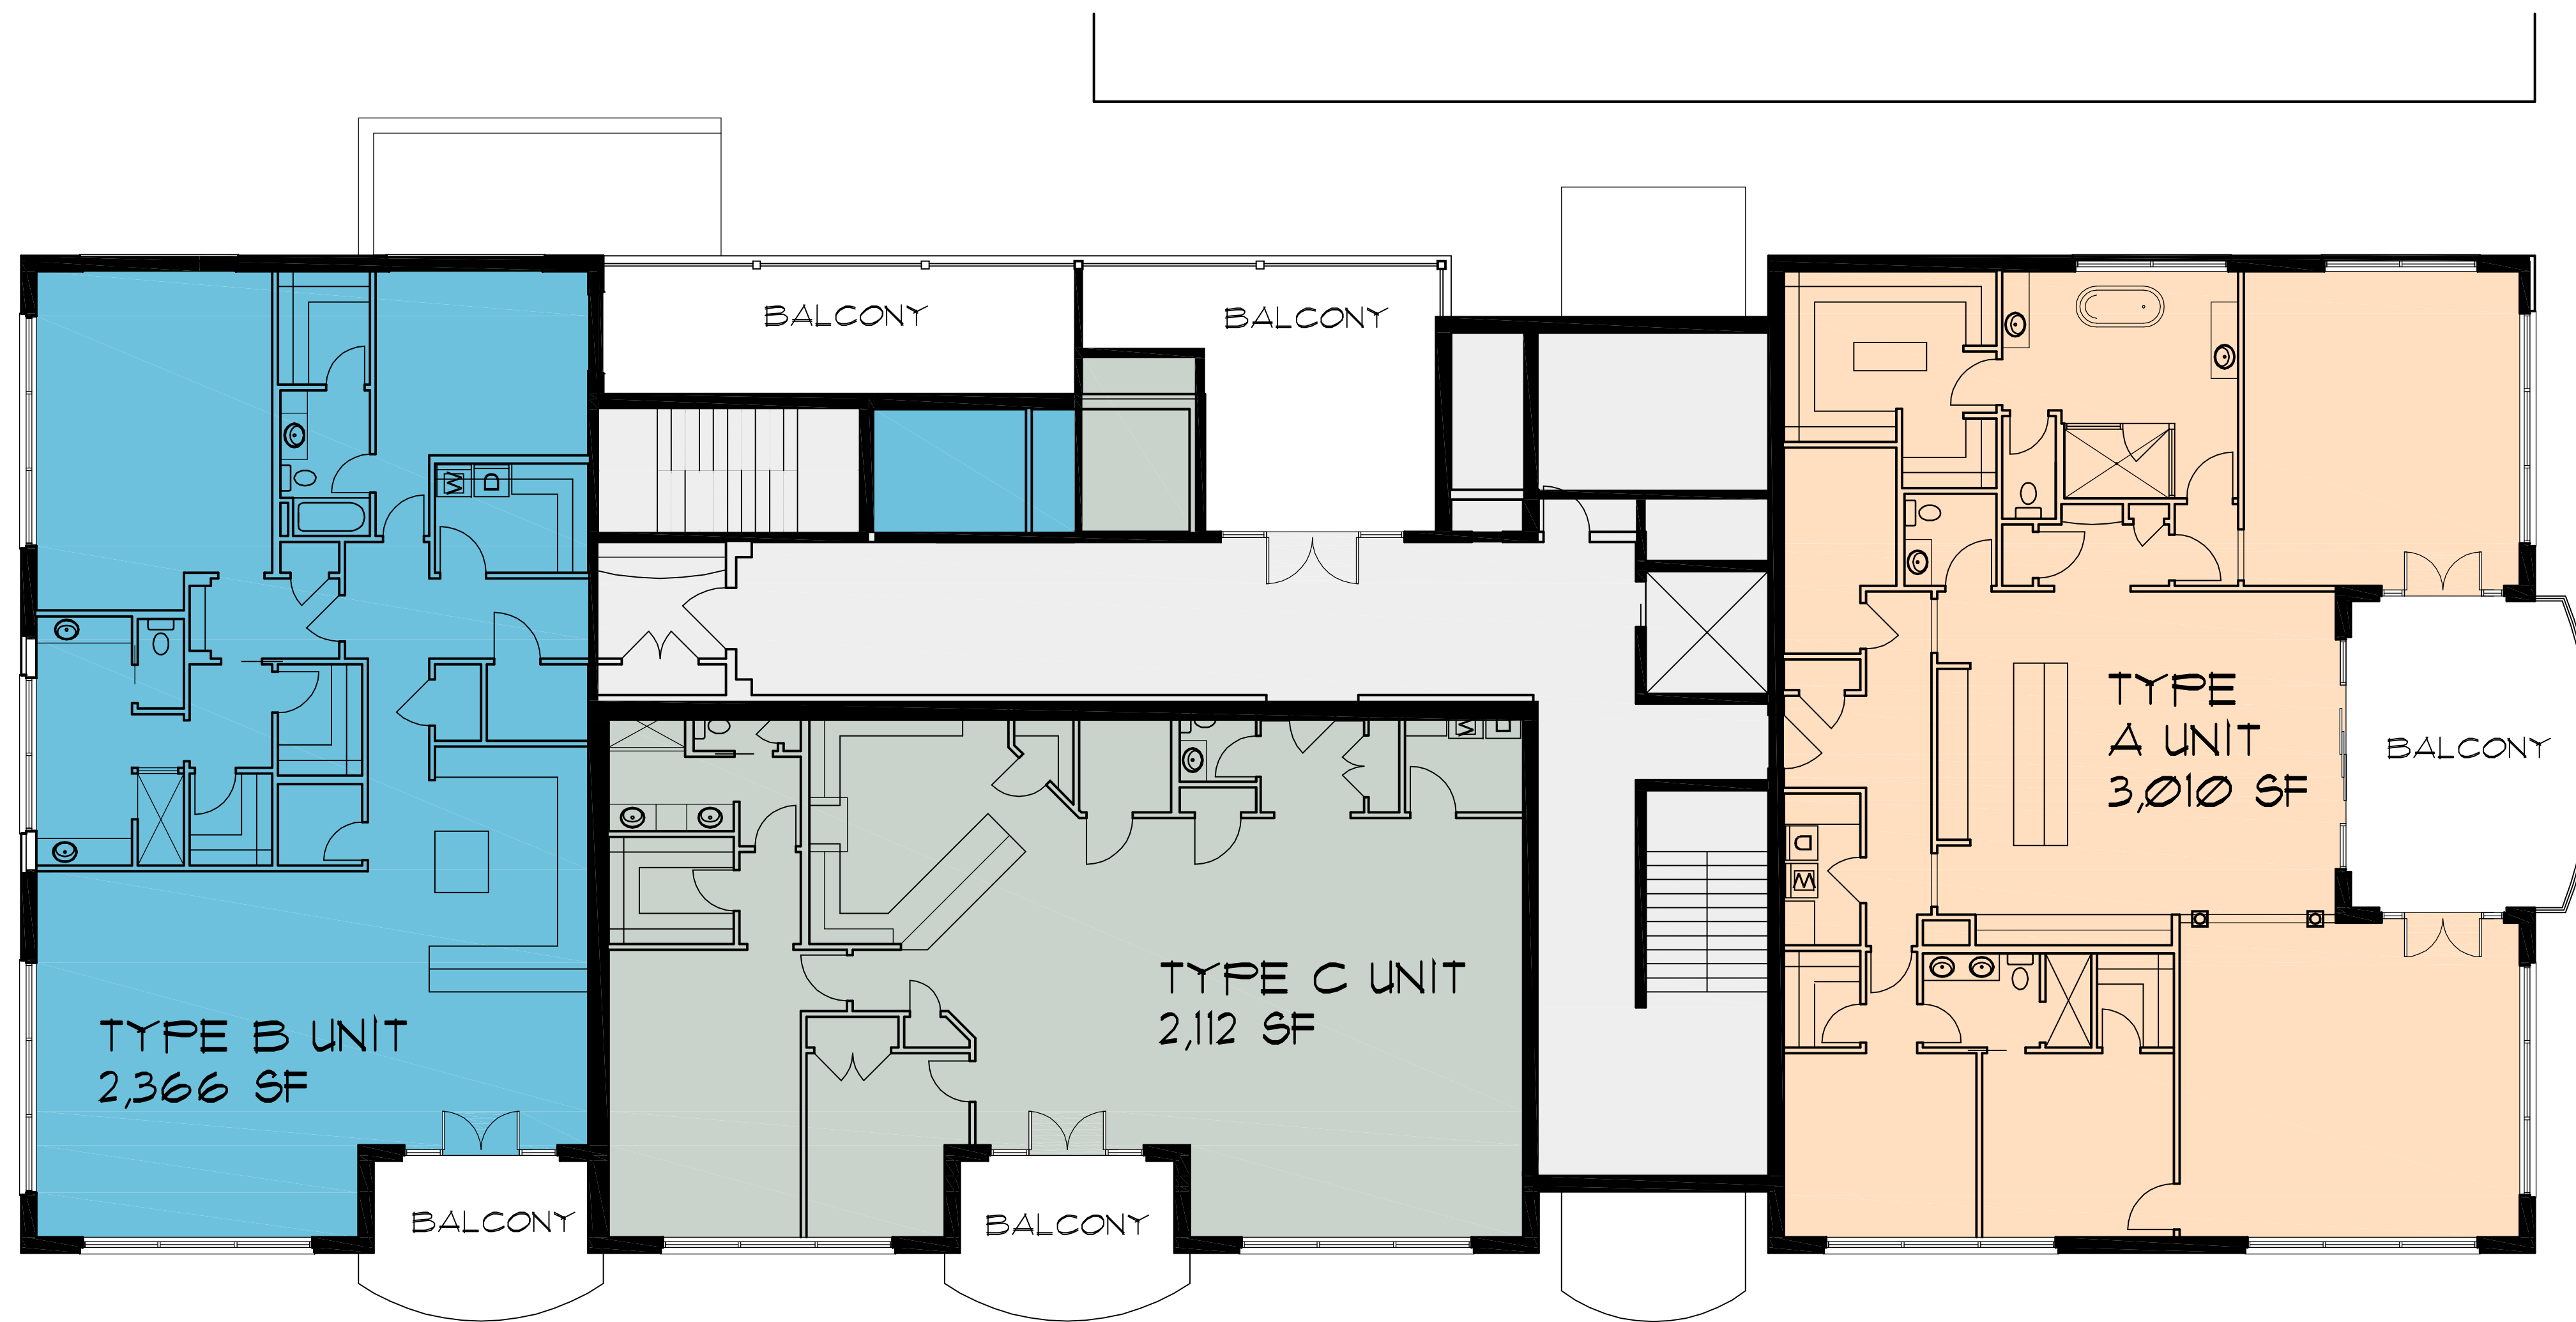 BALCONY
BALCONY
W D
TYPE
A UNIT
3,010 SF
BALCONY
W D
D
W
TYPE C UNIT
2,112 SF
TYPE B UNIT
2,366 SF
BALCONY
BALCONY